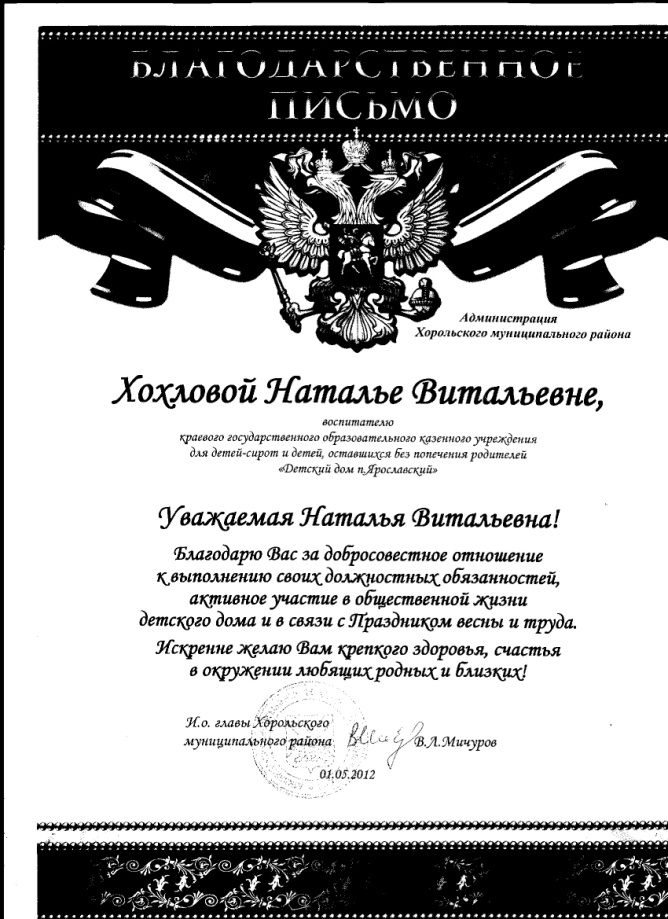 БЛАГОДАРСТВЕННОЕ
ПИСЬМО
Администрация
Хорольского муниципального района
Хохловой Наталье Витальевне,
воспитателю
краевого государственного образовательного казенного учреждения
для детей-сирот и детей, оставшихся без попечения родителей
«Детский дом п.Ярославский»
Уважаемая Наталья Витальевна!
Благодарю Вас за добросовестное отношение
к выполнению своих должностных обязанностей,
активное участие в общественной жизни
детского дома и в связи с Праздником весны и труда.
Искренне желаю Вам крепкого здоровья, счастья
в окружении любящих родных и близких!
И.о. главы Хорольского
муниципального района В.Л.Мичуров
01.05.2012